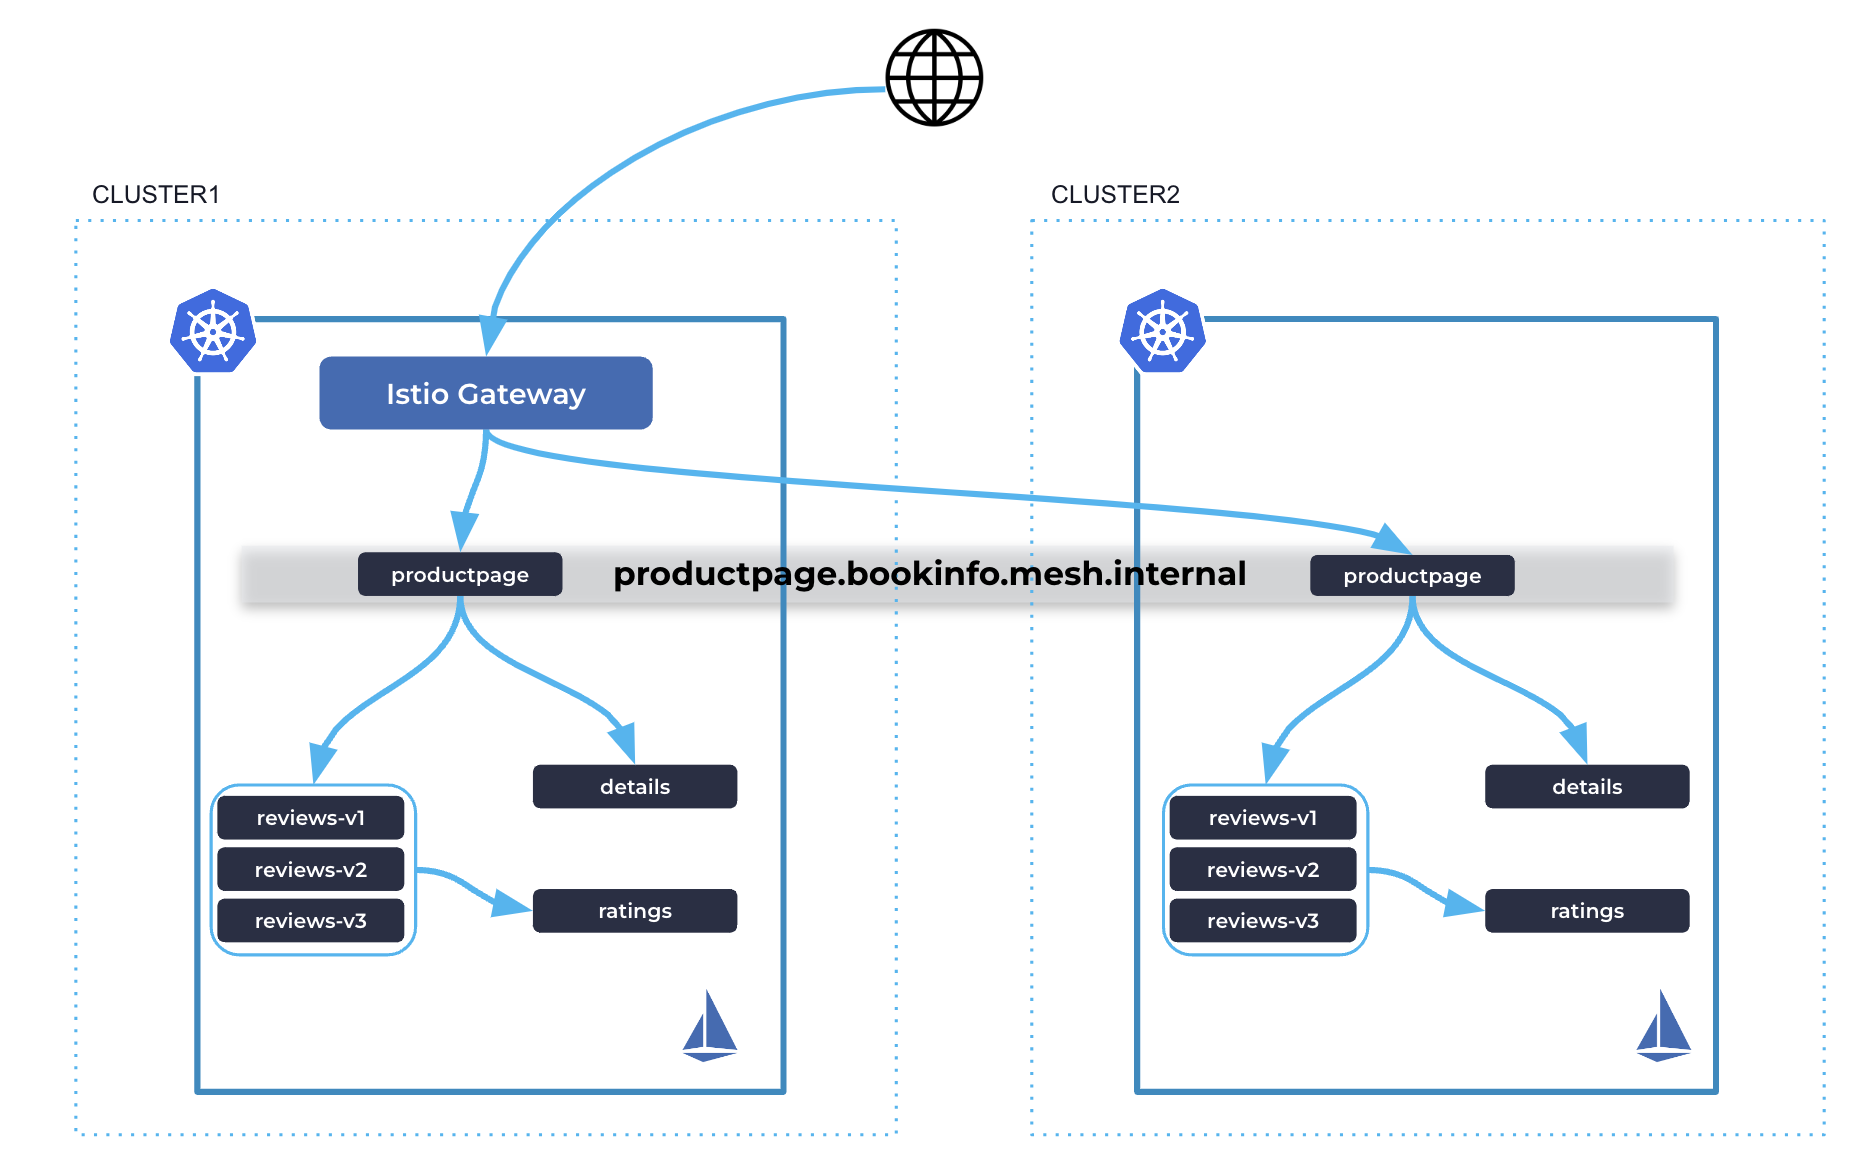 CLUSTER1
CLUSTER2
Istio Gateway
productpage
productpage.bookinfo.mesh.internal
productpage
details
reviews-v1
reviews-v2
reviews-v3
ratings
details
reviews-v1
reviews-v2
reviews-v3
ratings